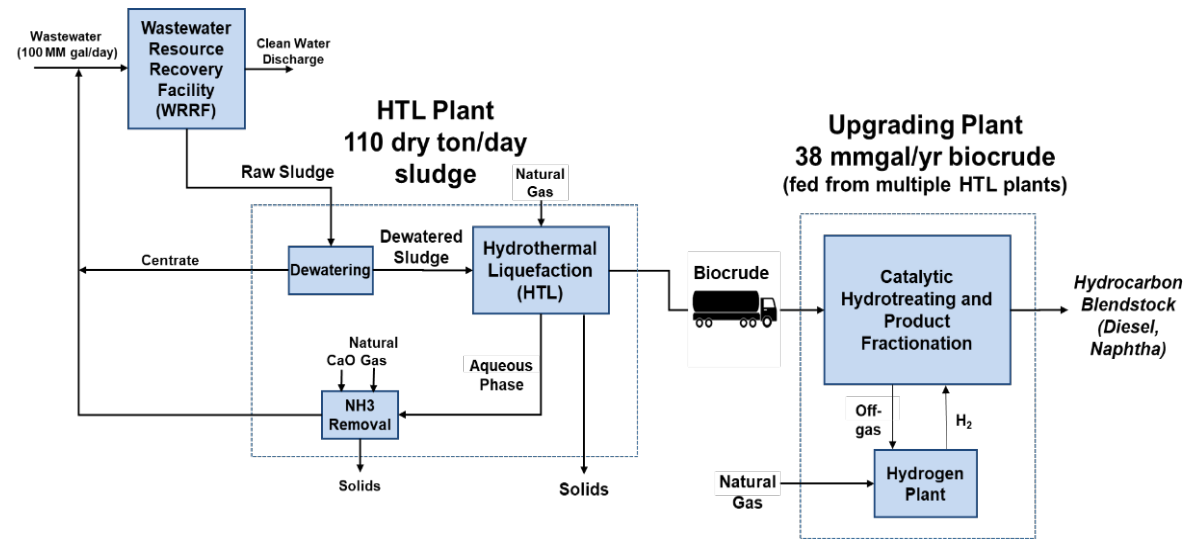 Wastewater
(100 MM gal/day)
Wastewater
Resource
Recovery
Facility
(WRRF)
Clean Water
Discharge
HTL Plant
110 dry ton/day
sludge
Upgrading Plant
38 mmgal/yr biocrude
(fed from multiple HTL plants)
Raw Sludge
Natural
Gas
Centrate
Dewatering
Dewatered
Sludge
Hydrothermal
Liquefaction
(HTL)
Biocrude
Catalytic
Hydrotreating and
Product
Fractionation
Hydrocarbon
Blendstock
(Diesel,
Naphtha)
Natural
CaO Gas
Aqueous
Phase
NH3
Removal
Solids
Solids
Off-
gas
H2
Natural
Gas
Hydrogen
Plant